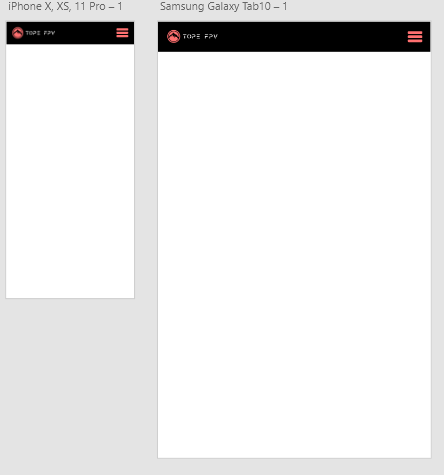 iPhone X, XS, 11 Pro – 1
TOPE FPV
Samsung Galaxy Tab10 – 1
TOPE FPV